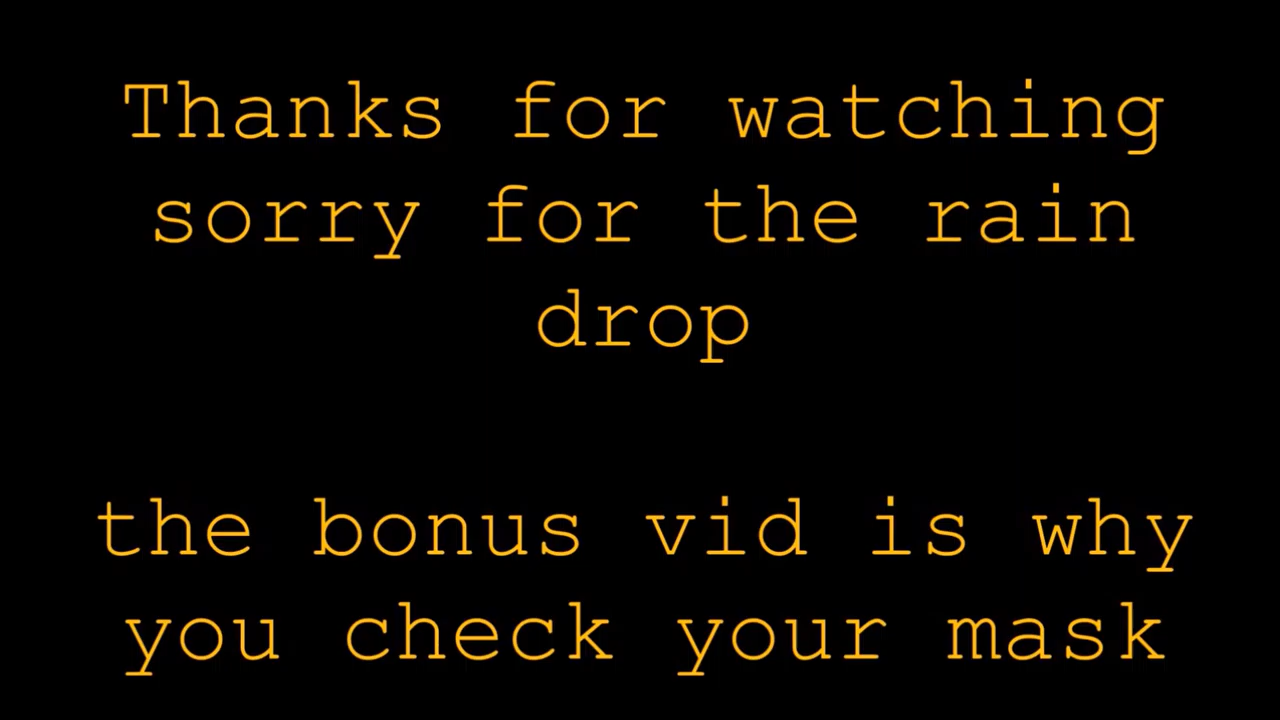 Thanks for watching
sorry for the rain
drop
the bonus vid is why
you check your mask